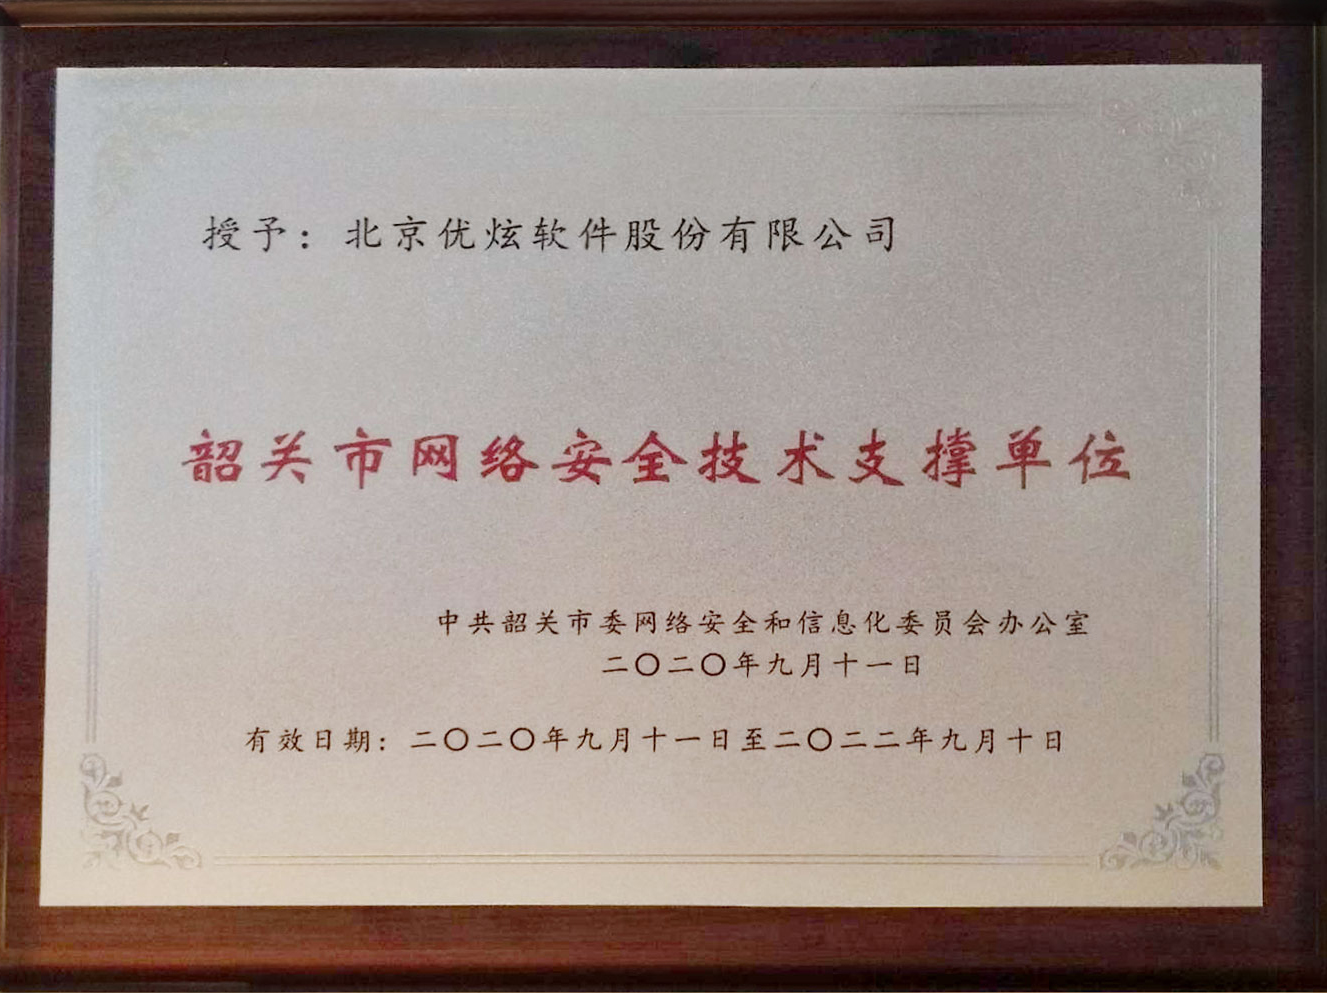 授予：北京优炫软件股份有限公司
韶关市网络安全技术支撑单位
中共韶关市委网络安全和信息化委员会办公室
二〇二〇年九月十一日
有效日期：二〇二〇年九月十一日至二〇二二年九月十日